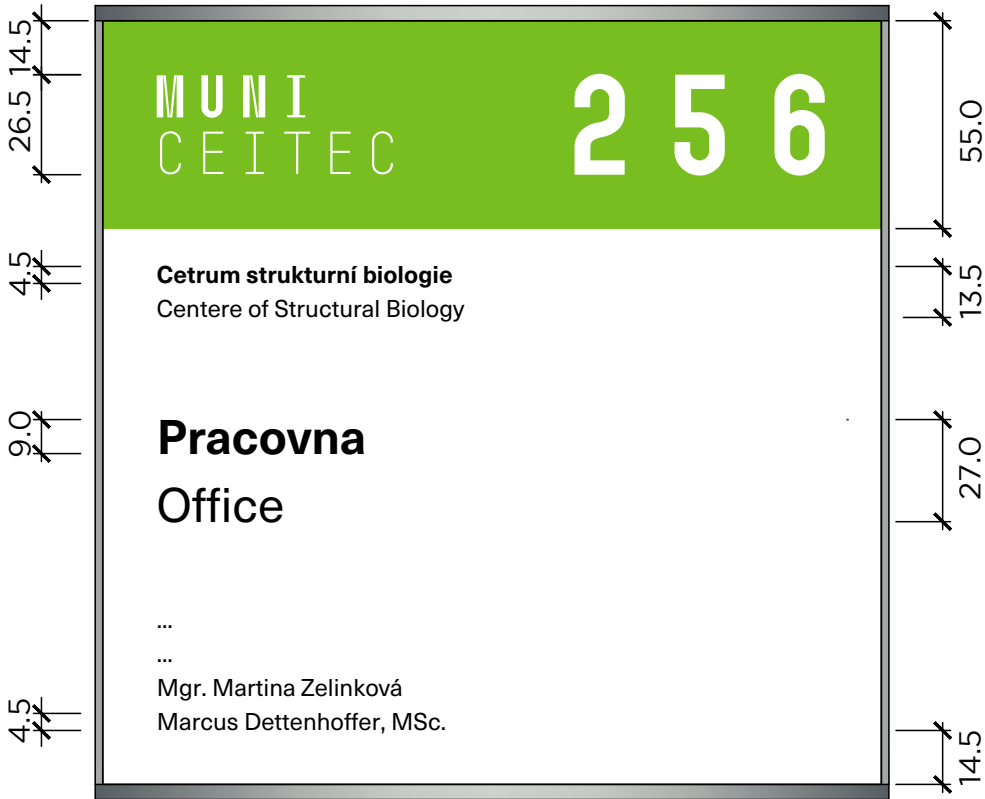 14.5
26.5
55.0
MUNI
CEITEC
256
4.5
13.5
Cetrum strukturní biologie
Centere of Structural Biology
9.0
27.0
Pracovna
Office
...
...
Mgr. Martina Zelinková
Marcus Dettenhoffer, MSc.
4.5
14.5